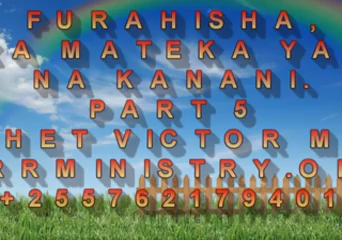 FURAHISHA,
A MATEKA YA
NA KANANI.
PART 5
HET VICTOR M
RMINISTRY.O
+255762179401